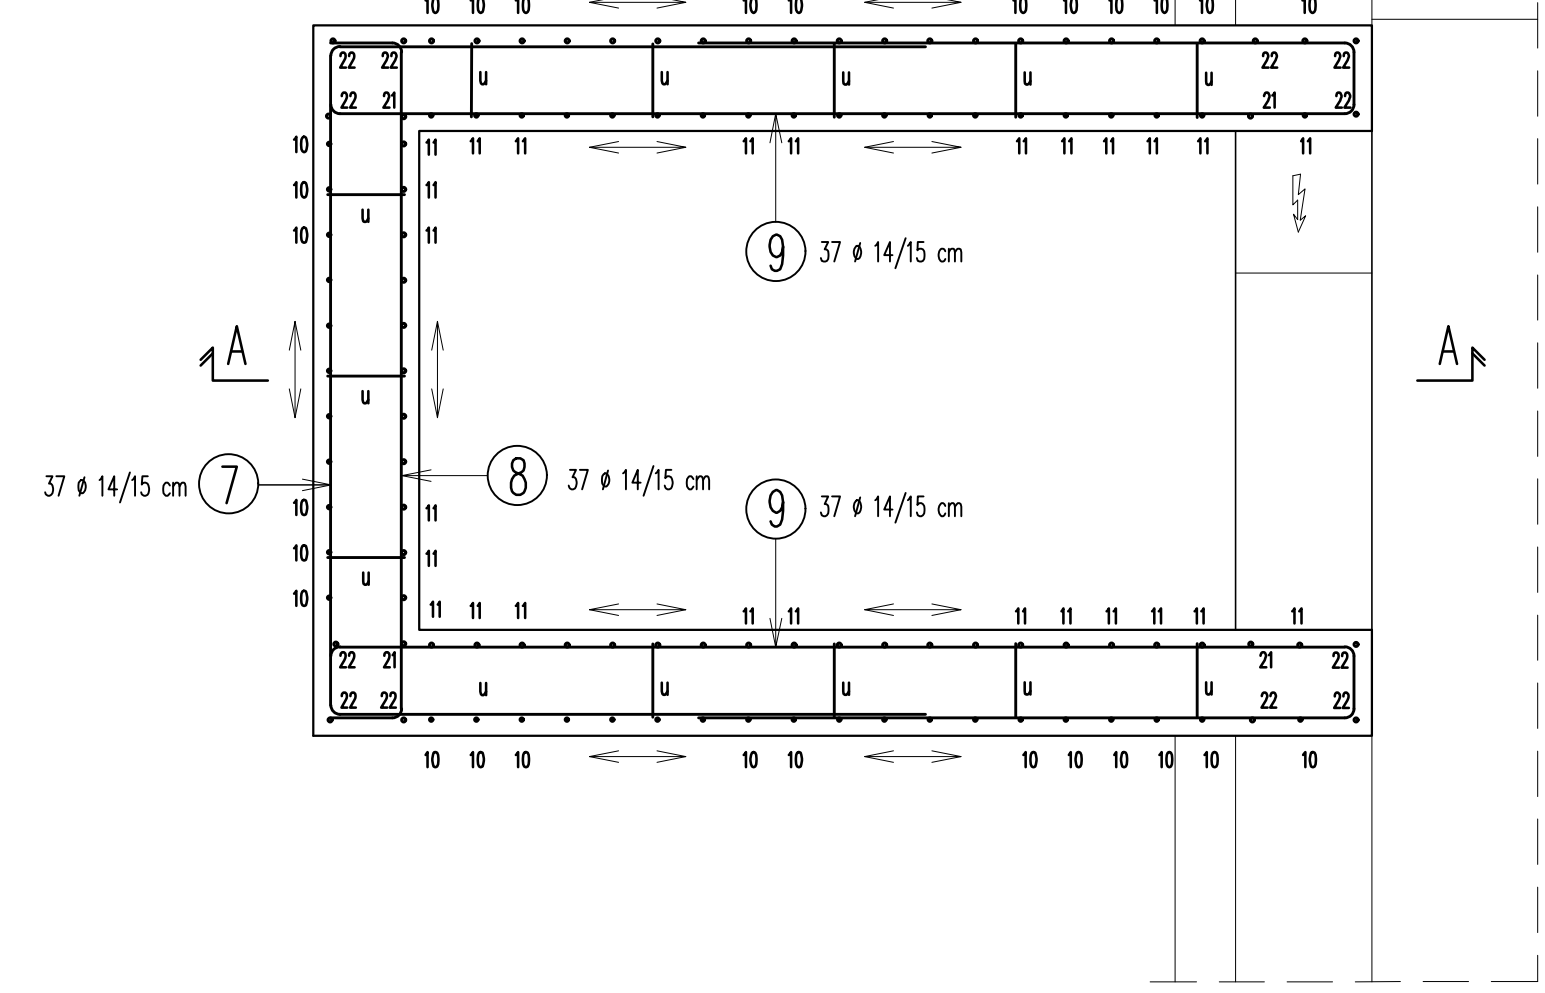 10 10 10 10 10 10 10 10 10 10 10
22 22 22 22
u u u u u
22 21 21 22
10 11 11 11 11 11 11 11 11 11 11 11 11
10 11
u
10 11
9 37 ø 14/15 cm
A A
u
37 ø 14/15 cm 7 8 37 ø 14/15 cm
10 11 9 37 ø 14/15 cm
10 11
u
10 11 11 11 11 11 11 11 11 11 11 11
22 21 21 22
u u u u u
22 22 22 22
10 10 10 10 10 10 10 10 10 10 10